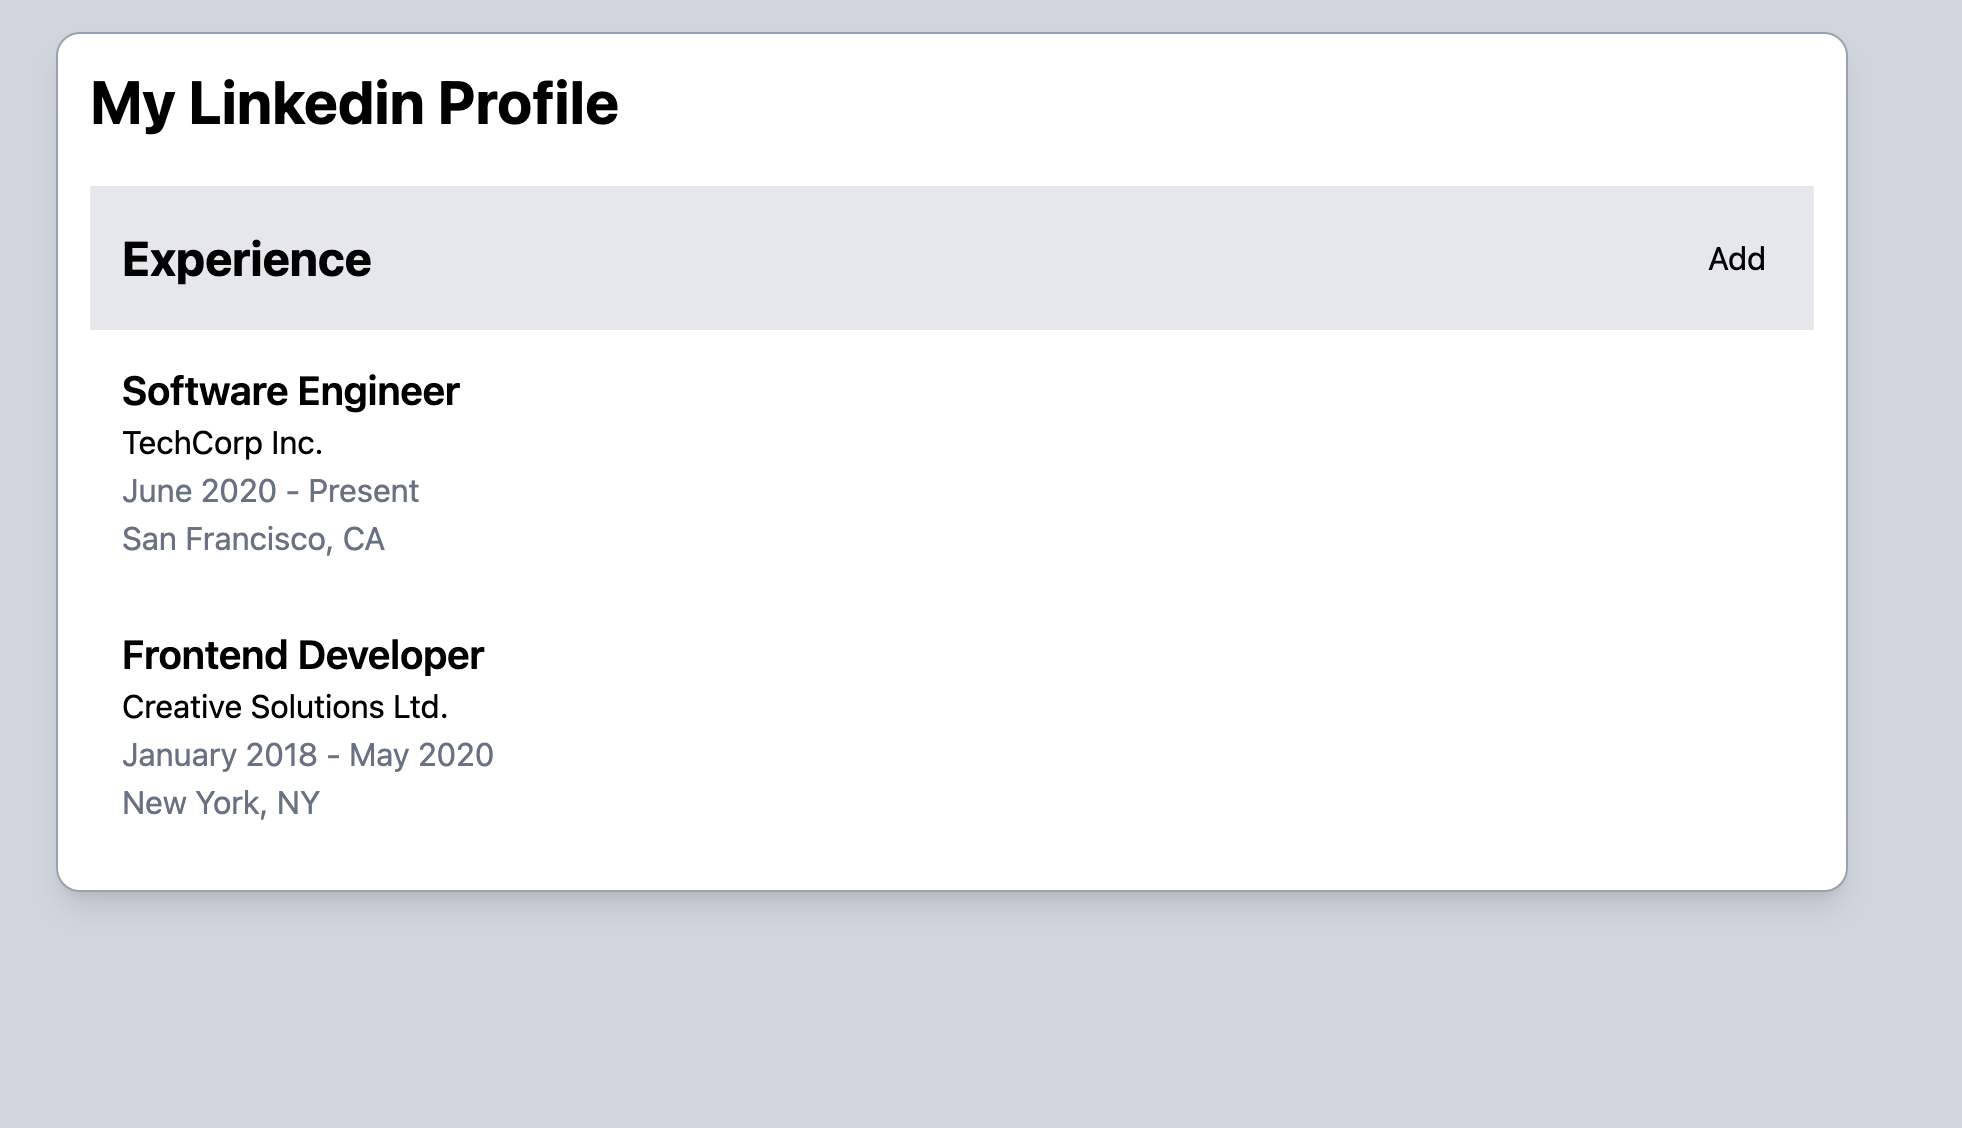 My Linkedin Profile
Experience
Add
Software Engineer
TechCorp Inc.
June 2020 - Present
San Francisco, CA
Frontend Developer
Creative Solutions Ltd.
January 2018 - May 2020
New York, NY